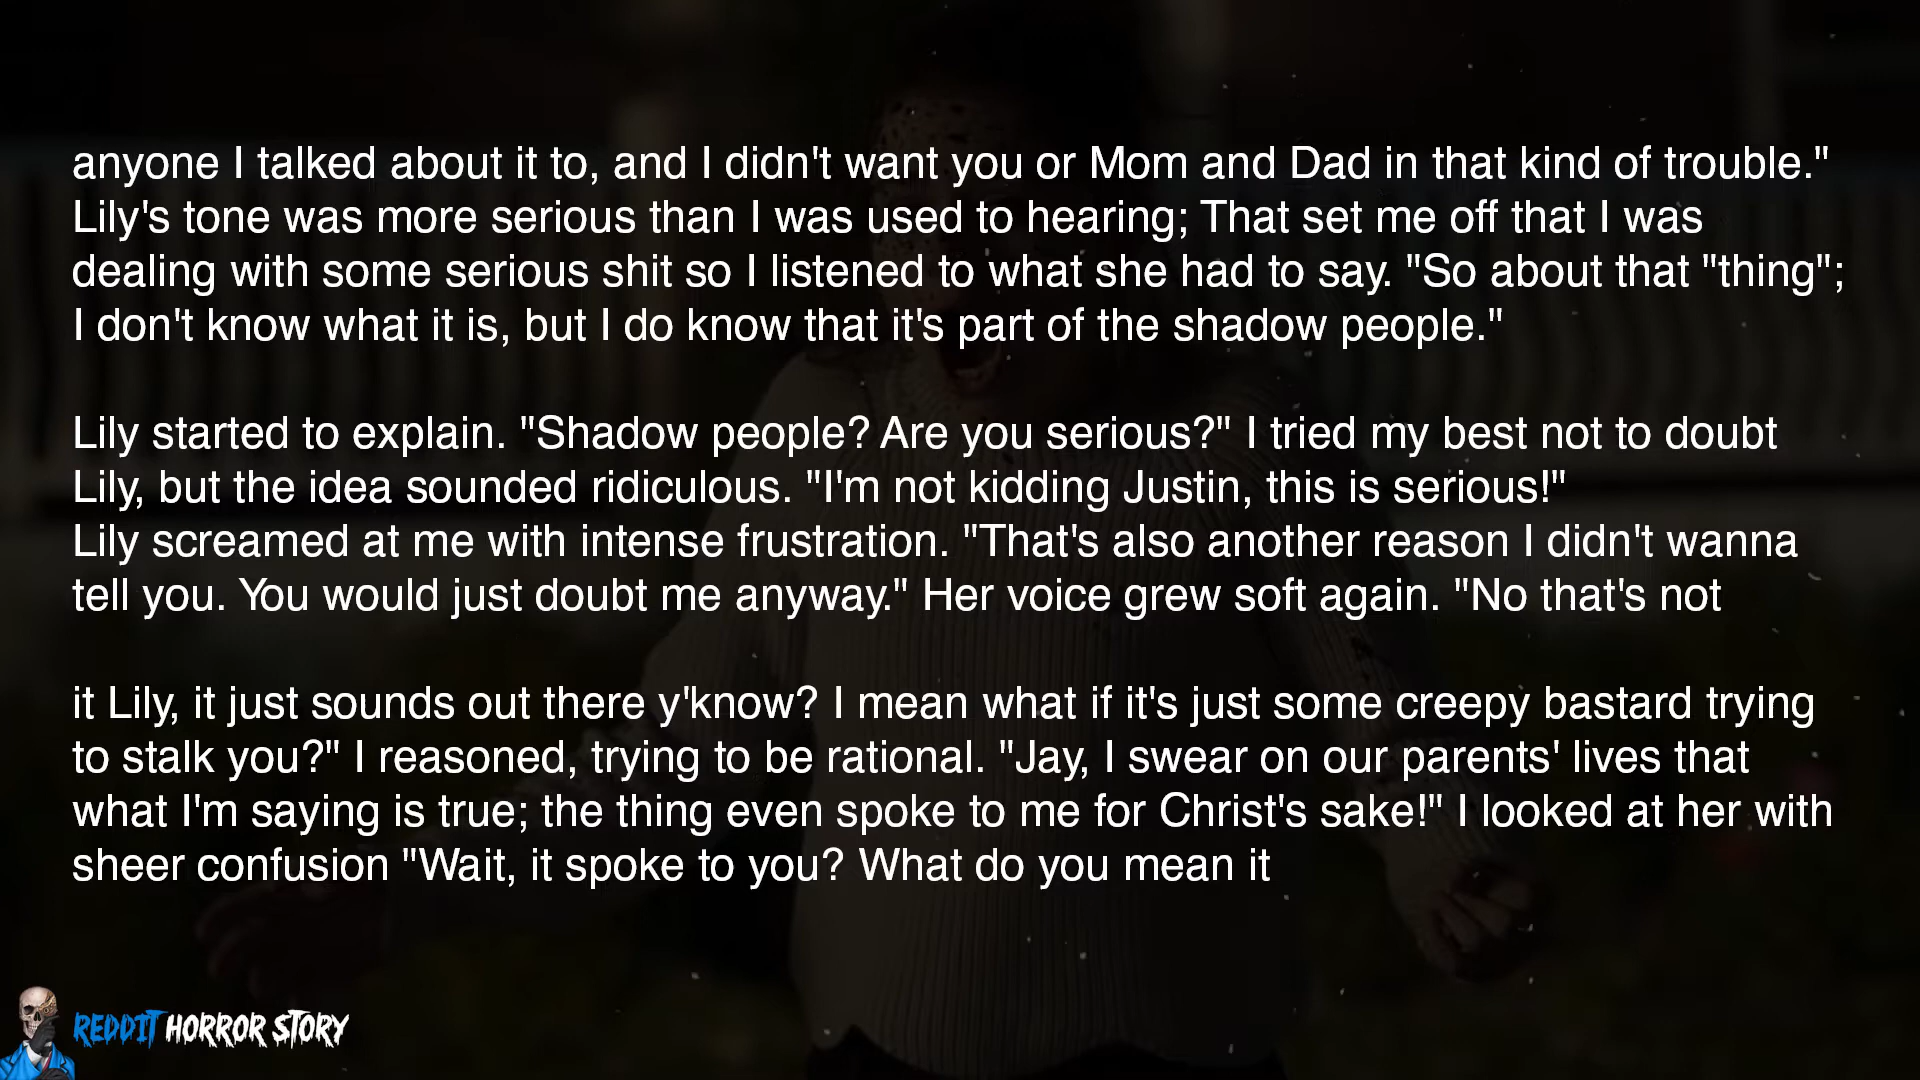 anyone I talked about it to, and I didn't want you or Mom and Dad in that kind of trouble."
Lily's tone was more serious than I was used to hearing; That set me off that I was
dealing with some serious shit so I listened to what she had to say. "So about that "thing";
I don't know what it is, but I do know that it's part of the shadow people."
Lily started to explain. "Shadow people? Are you serious?" I tried my best not to doubt
Lily, but the idea sounded ridiculous. "I'm not kidding Justin, this is serious!"
Lily screamed at me with intense frustration. "That's also another reason I didn't wanna
tell you. You would just doubt me anyway." Her voice grew soft again. "No that's not
it Lily, it just sounds out there y'know? I mean what if it's just some creepy bastard trying
to stalk you?" I reasoned, trying to be rational. "Jay, I swear on our parents' lives that
what I'm saying is true; the thing even spoke to me for Christ's sake!" I looked at her with
sheer confusion "Wait, it spoke to you? What do you mean it
REDDIT HORROR STORY